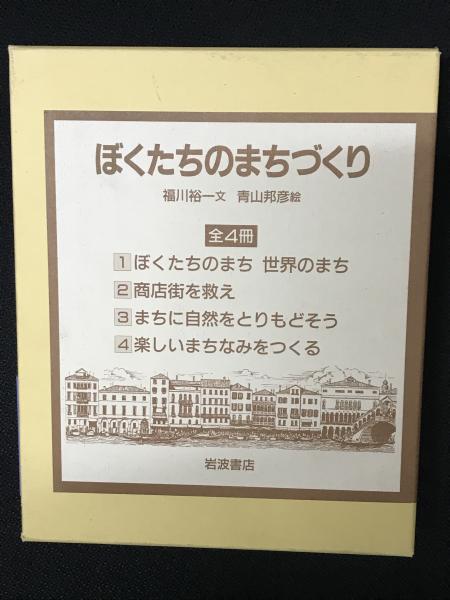 ぼくたちのまちづくり
福川裕一文 青山邦彦絵
全4冊
1 ぼくたちのまち 世界のまち
2 商店街を救え
3 まちに自然をとりもどそう
4 楽しいまちなみをつくる
岩波書店